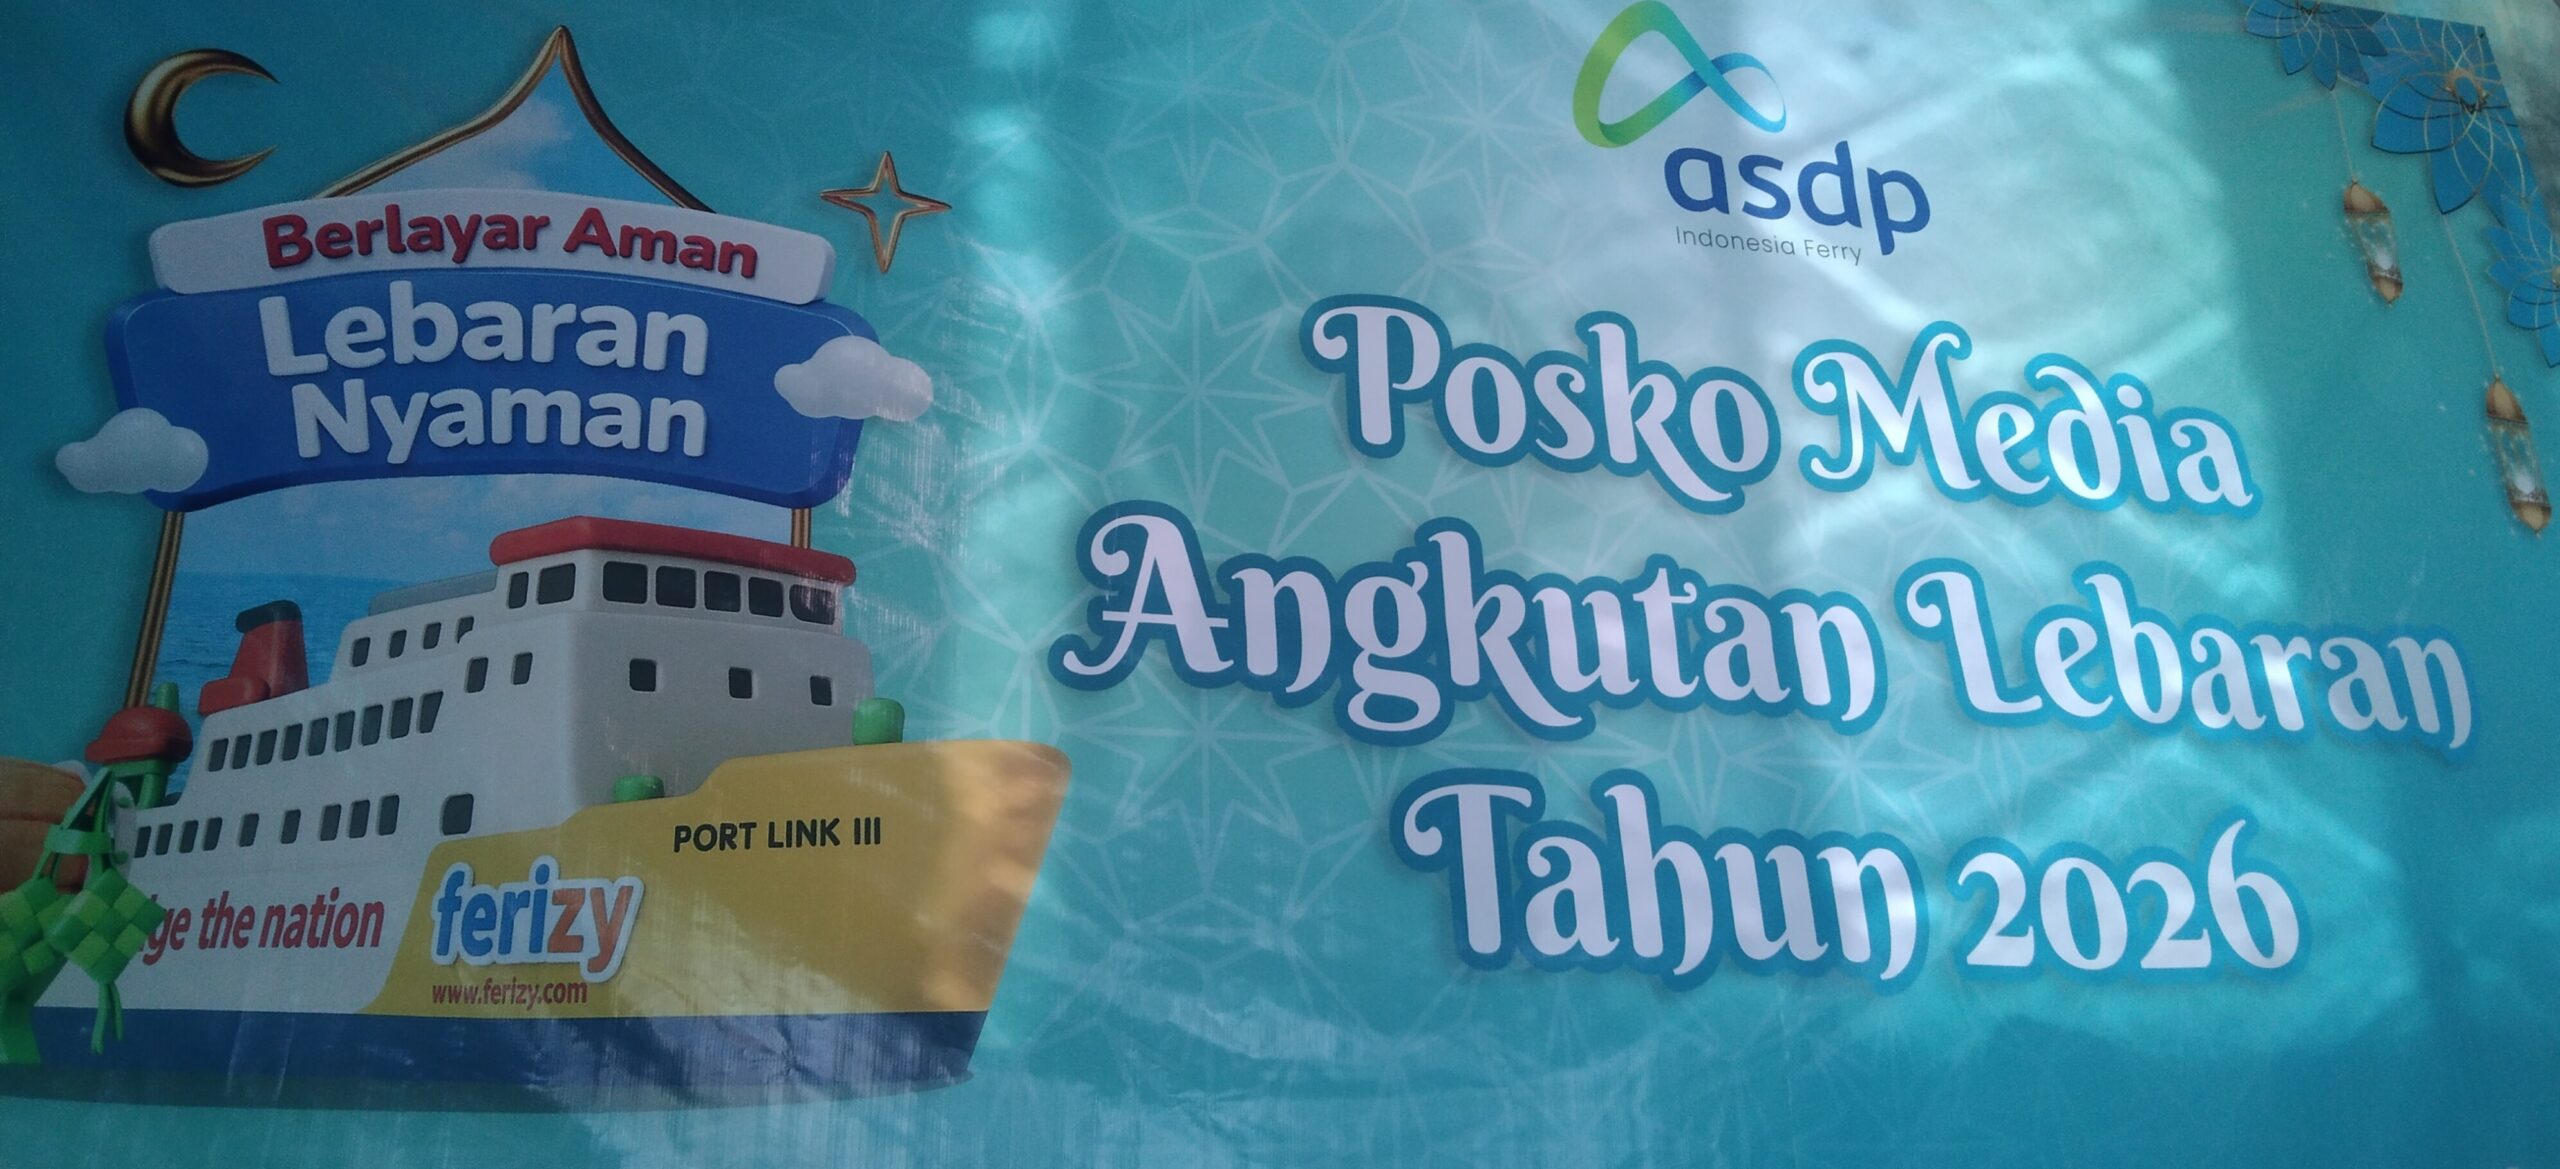 Berlayar Aman
Lebaran
Nyaman
PORT LINK III
ge the nation
ferizy
www.ferizy.com
asdp
Indonesia Ferry
Posko Media
Angkutan Lebaran
Tahun 2026